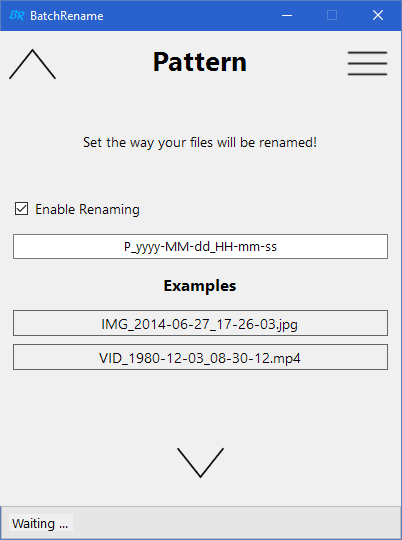 BR BatchRename
Pattern
Set the way your files will be renamed!
Enable Renaming
P_yyyy-MM-dd_HH-mm-ss
Examples
IMG_2014-06-27_17-26-03.jpg
VID_1980-12-03_08-30-12.mp4
Waiting ...